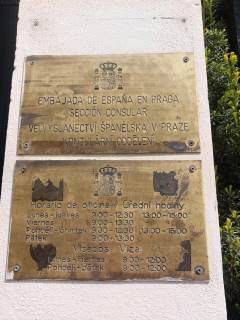 EMBAJADA DE ESPAÑA EN PRAGA
SECCIÓN CONSULAR
VELVYSLANECTVÍ ŠPANĚLSKA V PRAZE
KONZULÁRNÍ ODDĚLENÍ
Horario de oficina / Úřední hodiny
Lunes-Jueves 9:00-12:30 13:00-15:00
Viernes 9:00-13:30
Pondělí-Čtvrtek 9:00-12:30 13:00-15:00
Pátek 9:00-13:30
Visados / Víza:
Lunes-Viernes 9:00-12:00
Pondělí-Pátek 9:00-12:00